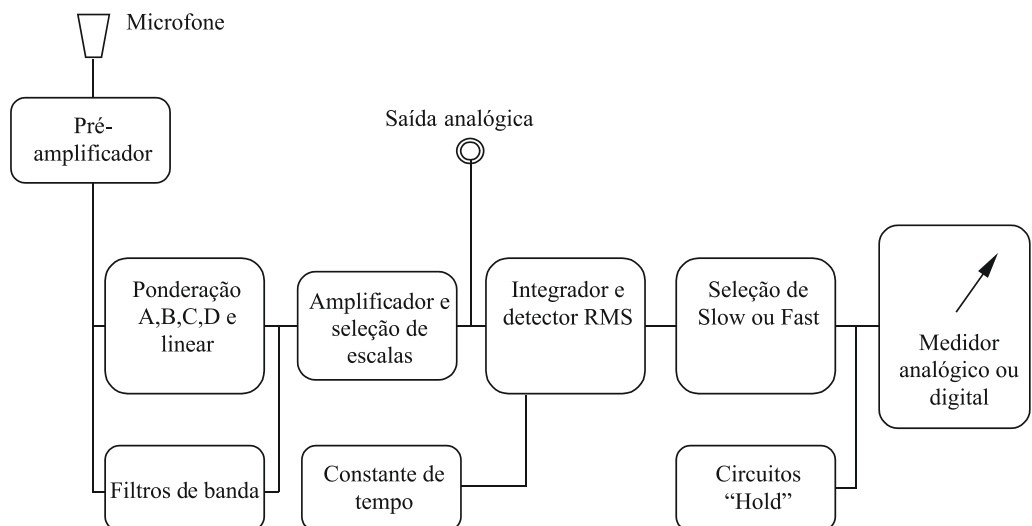 Microfone
Pré-
amplificador
Saída analógica
Ponderação
A,B,C,D e
linear
Amplificador e
seleção de
escalas
Integrador e
detector RMS
Seleção de
Slow ou Fast
Medidor
analógico ou
digital
Filtros de banda
Constante de
tempo
Circuitos
“Hold”